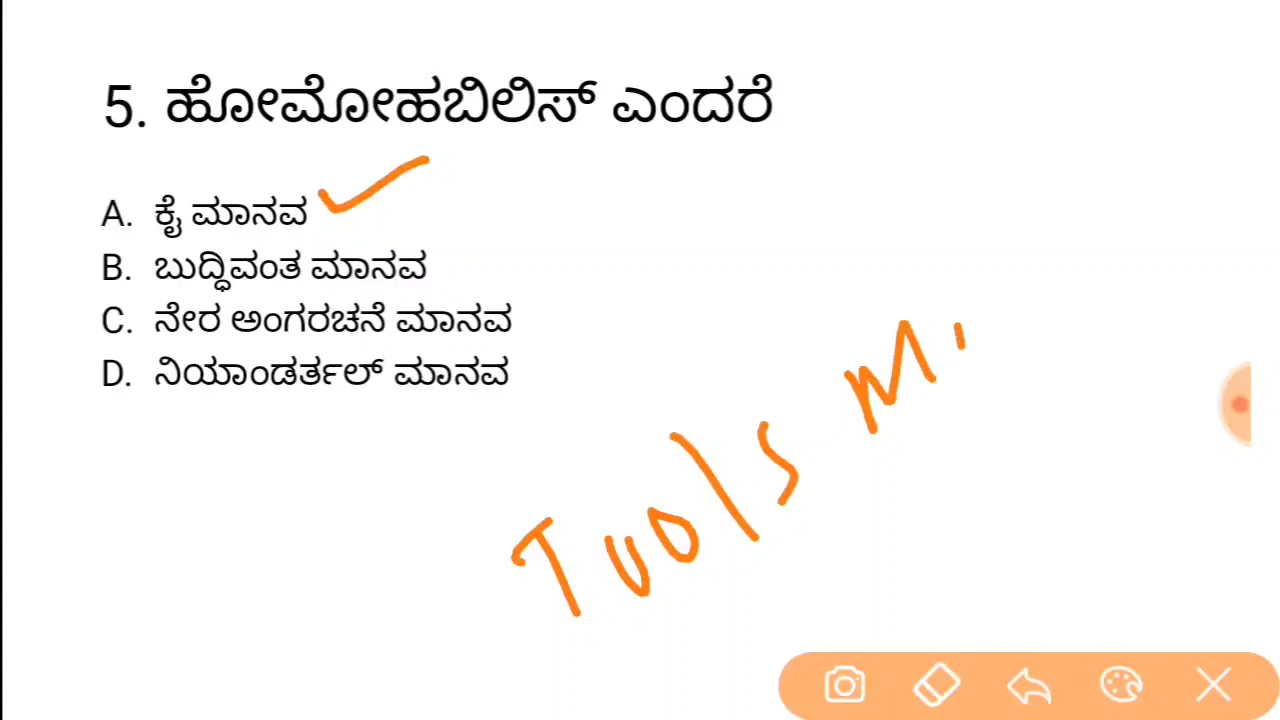 5. ಹೋಮೋಹಬಿಲಿಸ್ ಎಂದರೆ
A. ಕೈ ಮಾನವ
B. ಬುದ್ಧಿವಂತ ಮಾನವ
C. ನೇರ ಅಂಗರಚನೆ ಮಾನವ
D. ನಿಯಾಂಡರ್ತಲ್ ಮಾನವ
Tools M